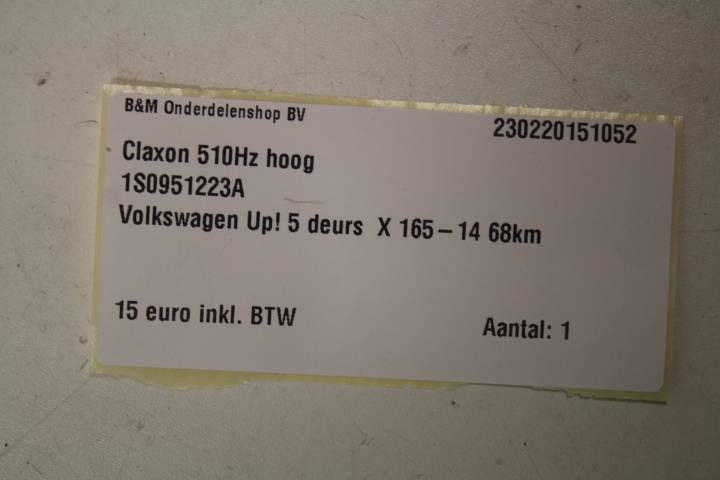 B&M Onderdelenshop BV
230220151052
Claxon 510Hz hoog
1S0951223A
Volkswagen Up! 5 deurs X 165-14 68km
15 euro inkl. BTW
Aantal: 1